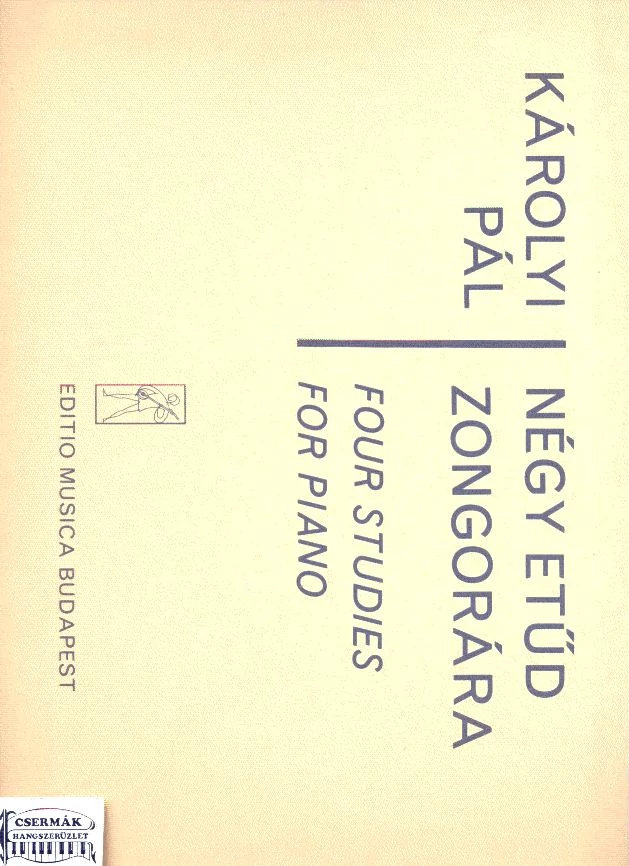 KÁROLYI
PÁL
NÉGY ETŰD
ZONGORÁRA
FOUR STUDIES
FOR PIANO
EDITIO MUSICA BUDAPEST
CSERMÁK
HANGSZERÜZLET